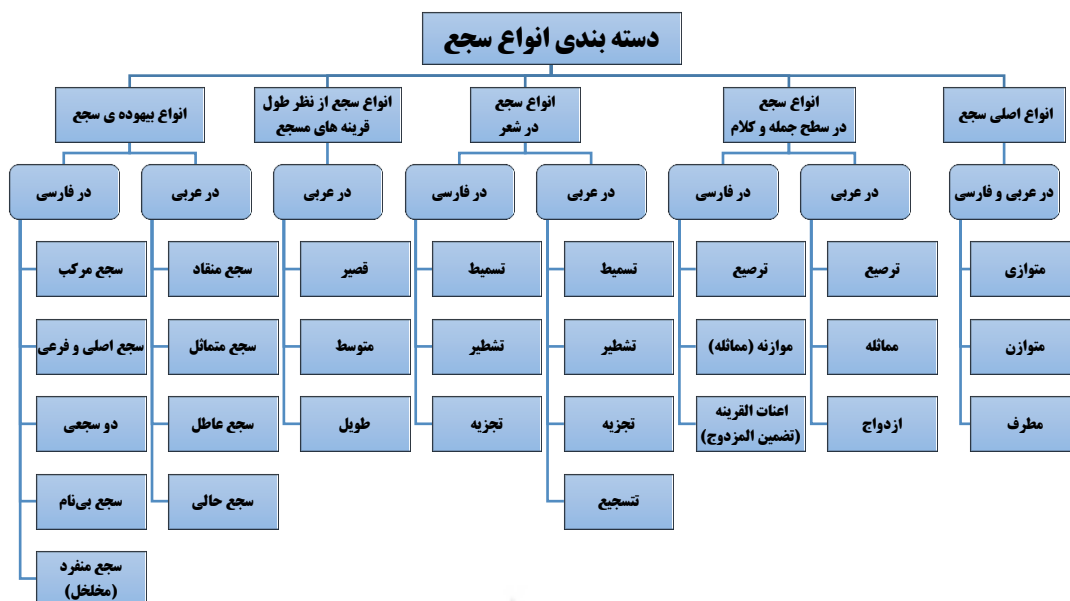 دسته بندی انواع سجع
انواع اصلی سجع
انواع سجع
در سطح جمله و کلام
انواع سجع
در شعر
انواع سجع از نظر طول
قرینه های مسجع
انواع بیهوده ی سجع
در عربی و فارسی
در عربی
در فارسی
در عربی
در فارسی
در عربی
در عربی
در فارسی
متوازی
ترصیع
ترصیع
تسمیط
تسمیط
قصیر
سجع منقاد
سجع مرکب
متوازن
مماثله
موازنه (مماثله)
تشطیر
تشطیر
متوسط
سجع متماثل
سجع اصلی و فرعی
مطرف
ازدواج
اعنات القرینه
(تضمین المزدوج)
تجزیه
تجزیه
طویل
سجع عاطل
دو سجعی
تتسجیع
سجع حالی
سجع بی‌نام
سجع منفرد
(مخلخل)